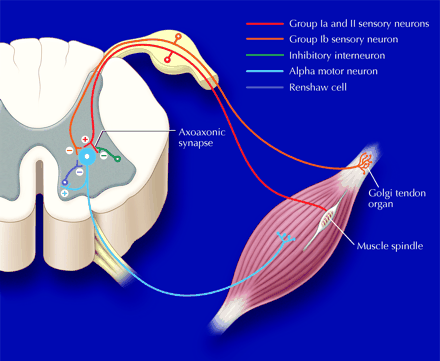 Group Ia and II sensory neurons
Group Ib sensory neuron
Inhibitory interneuron
Alpha motor neuron
Renshaw cell
Axoaxonic
synapse
+
−
−
−
+
Golgi tendon
organ
Muscle spindle